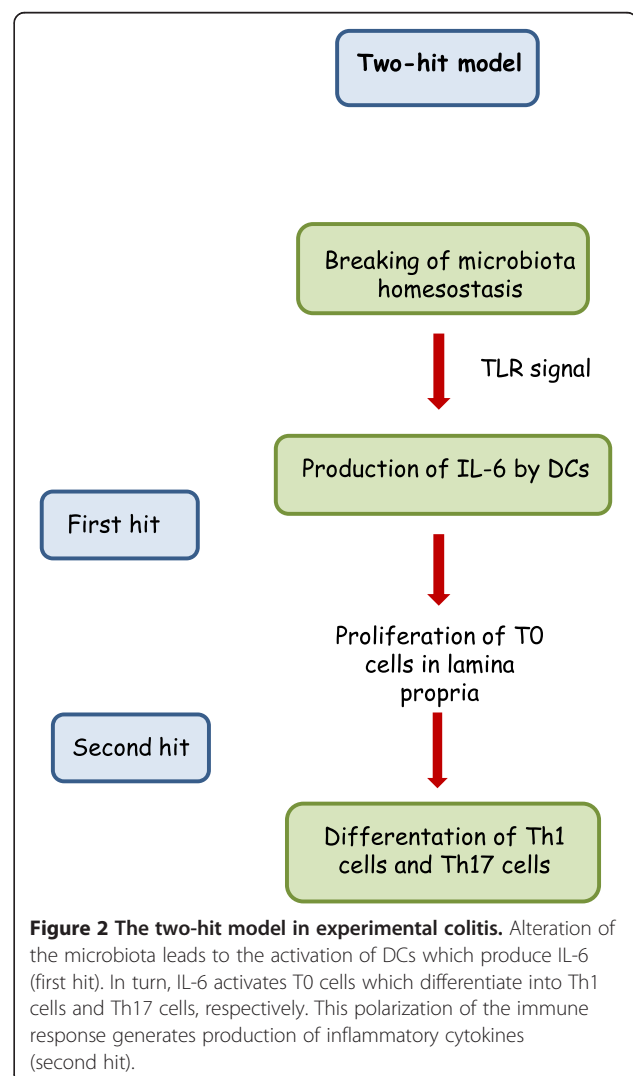 Two-hit model
Breaking of microbiota
homesostasis
TLR signal
Production of IL-6 by DCs
First hit
Proliferation of T0
cells in lamina
propria
Second hit
Differentation of Th1
cells and Th17 cells
Figure 2 The two-hit model in experimental colitis. Alteration of
the microbiota leads to the activation of DCs which produce IL-6
(first hit). In turn, IL-6 activates T0 cells which differentiate into Th1
cells and Th17 cells, respectively. This polarization of the immune
response generates production of inflammatory cytokines
(second hit).